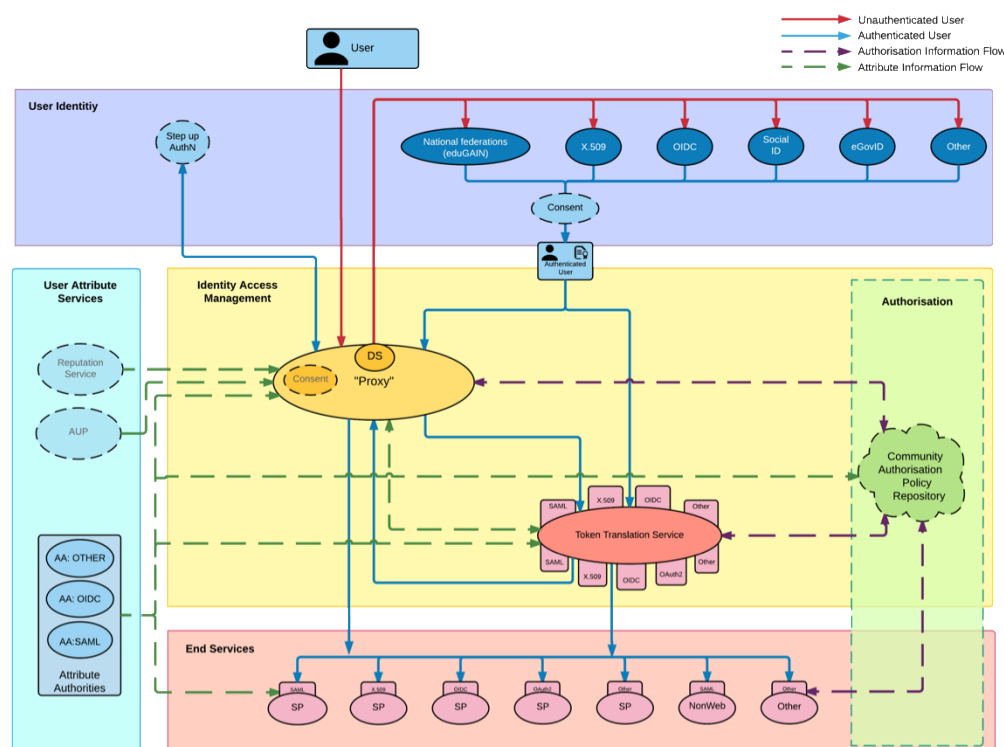 Unauthenticated User
Authenticated User
Authorisation Information Flow
Attribute Information Flow
User
User Identitiy
Step up
AuthN
National federations
(eduGAIN)
X.509
OIDC
Social
ID
eGovID
Other
Consent
Authenticated
User
User Attribute
Services
Reputation
Service
AUP
AA: OTHER
AA: OIDC
AA:SAML
Attribute
Authorities
Identity Access
Management
DS
Consent
"Proxy"
SAML
X.509
OIDC
Other
Token Translation Service
SAML
X.509
OIDC
OAuth2
Other
Authorisation
Community
Authorisation
Policy
Repository
End Services
SAML
SP
X.509
SP
OIDC
SP
OAuth2
SP
Other
SP
SAML
NonWeb
Other
Other